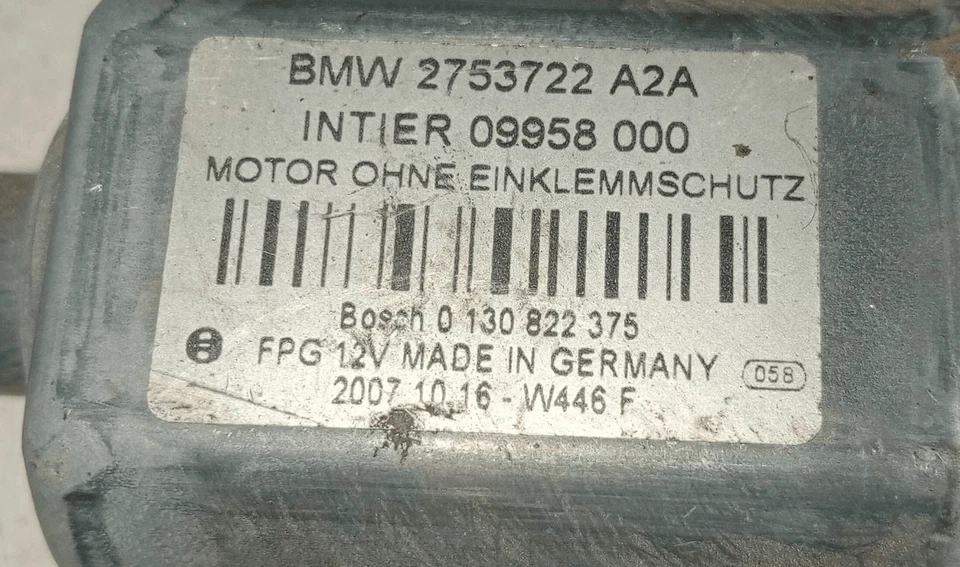 BMW 2753722 A2A
INTIER 09958 000
MOTOR OHNE EINKLEMMSCHUTZ
Bosch 0 130 822 375
FPG 12V MADE IN GERMANY 058
2007.10.16 - W446 F